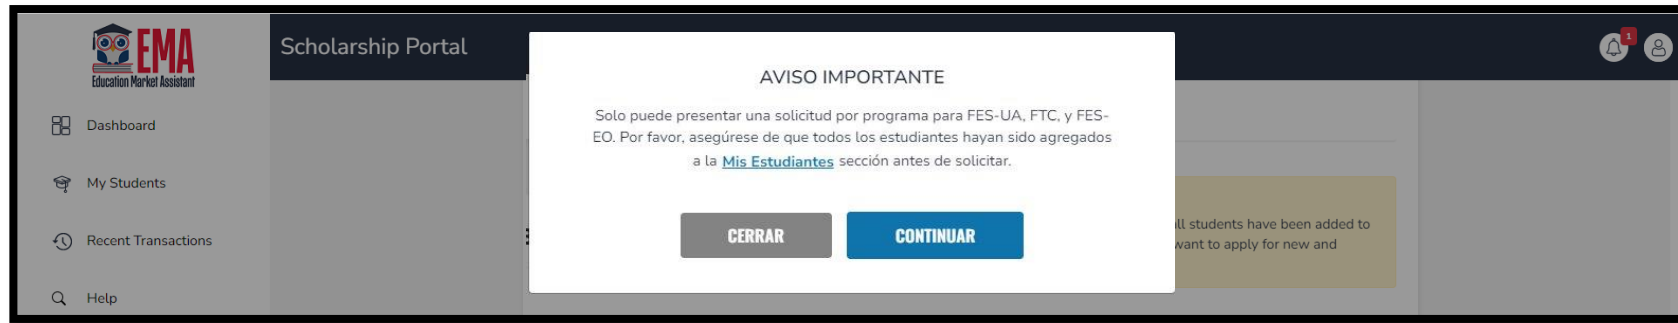 EMA
Education Market Assistant
Scholarship Portal
1
Dashboard
My Students
Recent Transactions
Help
AVISO IMPORTANTE
Solo puede presentar una solicitud por programa para FES-UA, FTC, y FES-
EO. Por favor, asegúrese de que todos los estudiantes hayan sido agregados
a la Mis Estudiantes sección antes de solicitar.
CERRAR
CONTINUAR
all students have been added to
want to apply for new and